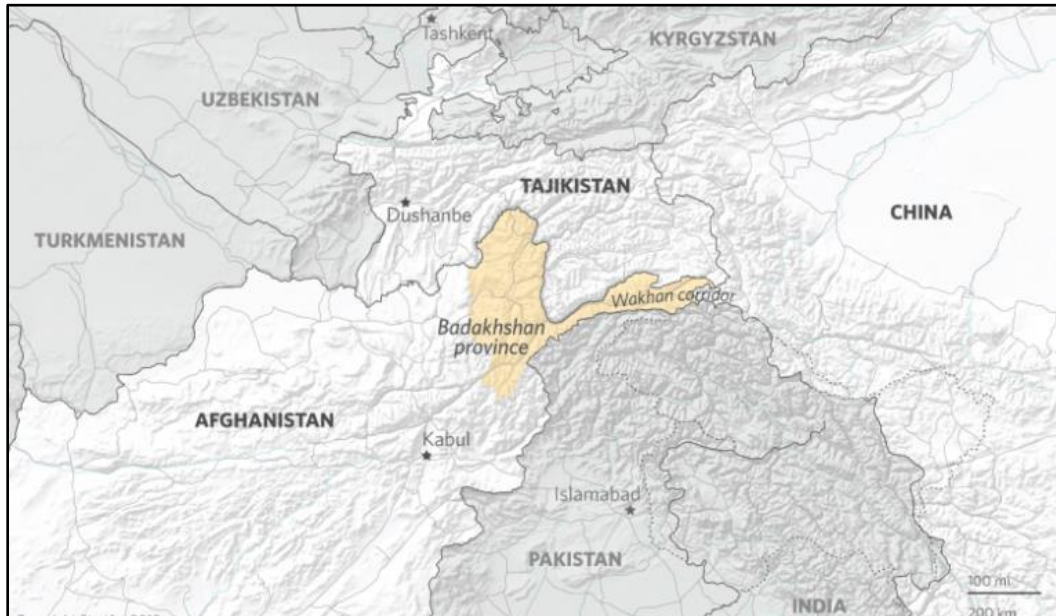 Tashkent
KYRGYZSTAN
UZBEKISTAN
TAJIKISTAN
Dushanbe
CHINA
TURKMENISTAN
Wakhan corridor
Badakhshan
province
AFGHANISTAN
Kabul
Islamabad
PAKISTAN
100 mi
INDIA
200 km